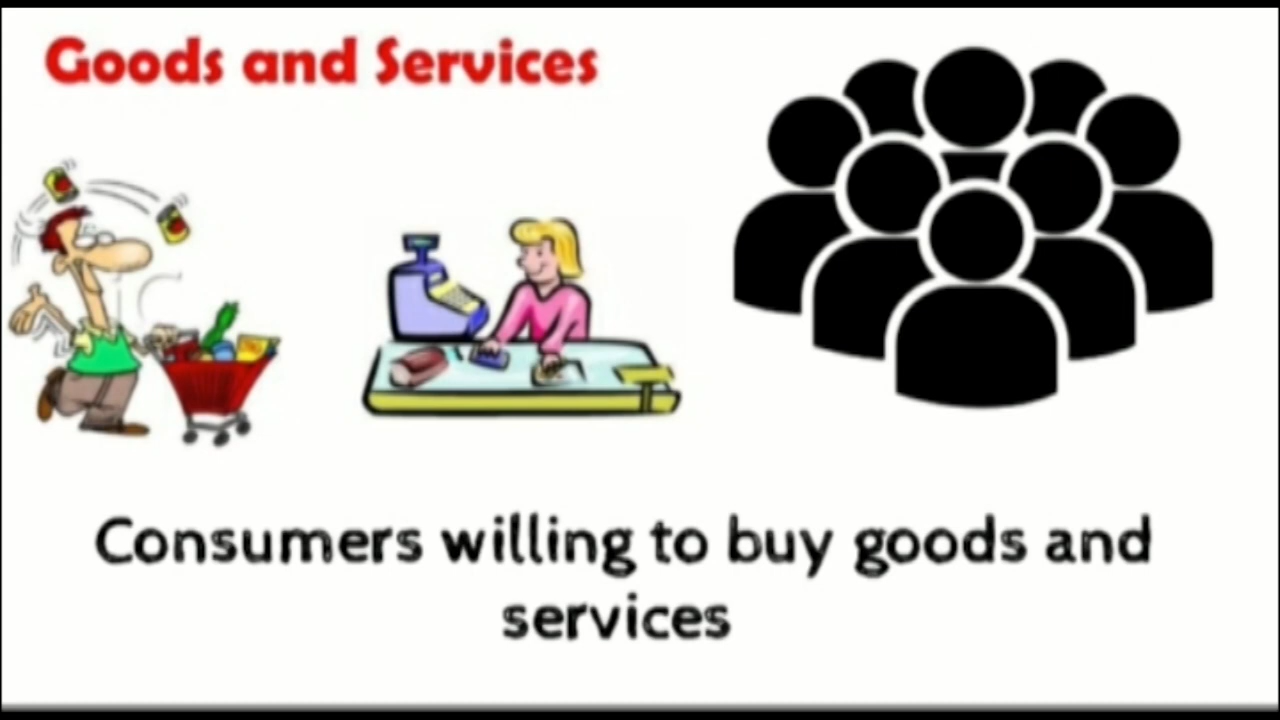 Goods and Services
Consumers willing to buy goods and
services